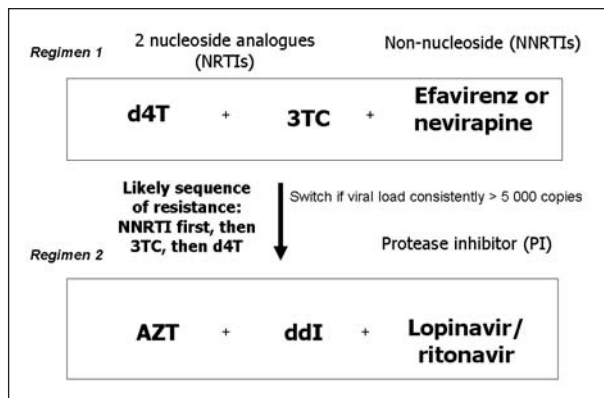 2 nucleoside analogues
(NRTIs)
Non-nucleoside (NNRTIs)
Regimen 1
d4T + 3TC + Efavirenz or
nevirapine
Likely sequence
of resistance:
NNRTI first, then
3TC, then d4T
Switch if viral load consistently > 5 000 copies
Protease inhibitor (PI)
Regimen 2
AZT + ddI + Lopinavir/
ritonavir